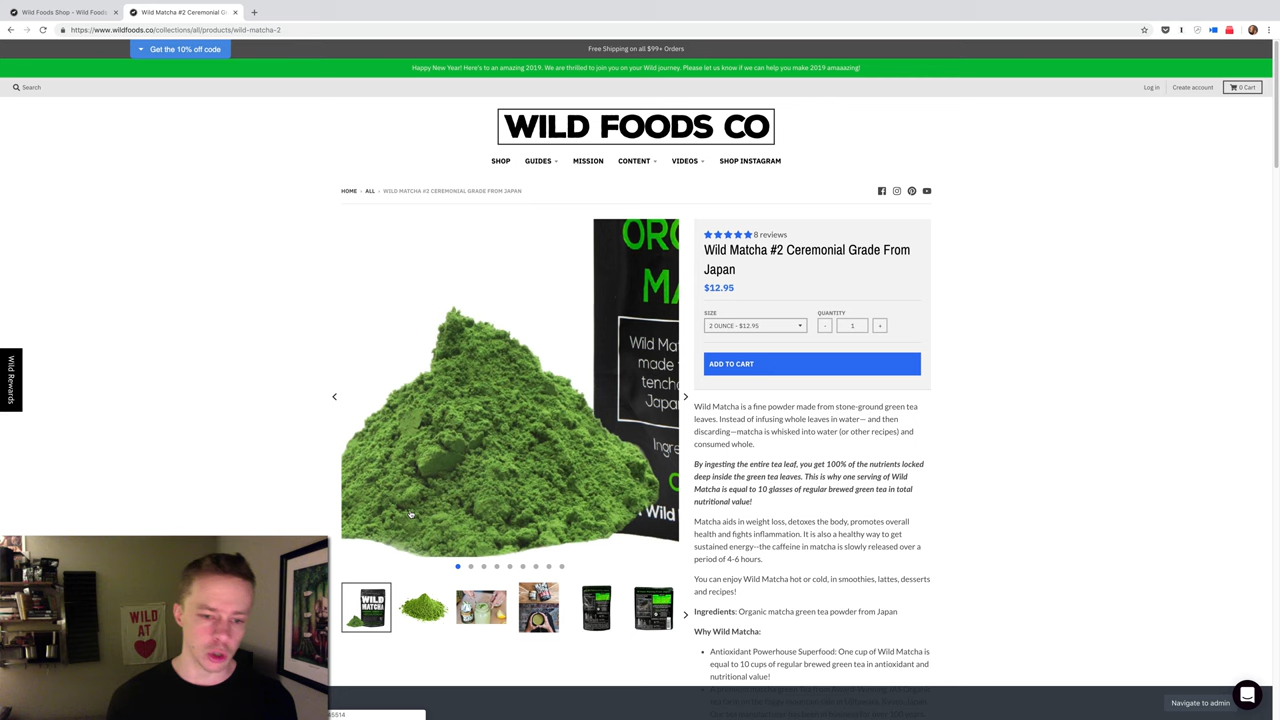 Wild Foods Shop - Wild Foods
Wild Matcha #2 Ceremonial Gr
https://www.wildfoods.co/collections/all/products/wild-matcha-2
Get the 10% off code
Free Shipping on all $99+ Orders
Happy New Year! Here's to an amazing 2019. We are thrilled to join you on your Wild journey. Please let us know if we can help you make 2019 amaaazing!
Search
Log in
Create account
0 Cart
WILD FOODS CO
SHOP
GUIDES
MISSION
CONTENT
VIDEOS
SHOP INSTAGRAM
HOME
ALL
WILD MATCHA #2 CEREMONIAL GRADE FROM JAPAN
8 reviews
Wild Matcha #2 Ceremonial Grade From
Japan
$12.95
SIZE
QUANTITY
2 OUNCE - $12.95
- 1 +
ADD TO CART
ORG
MA
Wild Mat
made
tench
Japa
Ingre
Wild
Wild Rewards
Wild Matcha is a fine powder made from stone-ground green tea
leaves. Instead of infusing whole leaves in water— and then
discarding—matcha is whisked into water (or other recipes) and
consumed whole.
By ingesting the entire tea leaf, you get 100% of the nutrients locked
deep inside the green tea leaves. This is why one serving of Wild
Matcha is equal to 10 glasses of regular brewed green tea in total
nutritional value!
Matcha aids in weight loss, detoxes the body, promotes overall
health and fights inflammation. It is also a healthy way to get
sustained energy--the caffeine in matcha is slowly released over a
period of 4-6 hours.
You can enjoy Wild Matcha hot or cold, in smoothies, lattes, desserts
and recipes!
Ingredients: Organic matcha green tea powder from Japan
Why Wild Matcha:
• Antioxidant Powerhouse Superfood: One cup of Wild Matcha is
equal to 10 cups of regular brewed green tea in antioxidant and
nutritional value!
WILD
MATCHA
WILD
AT
Navigate to admin
5514